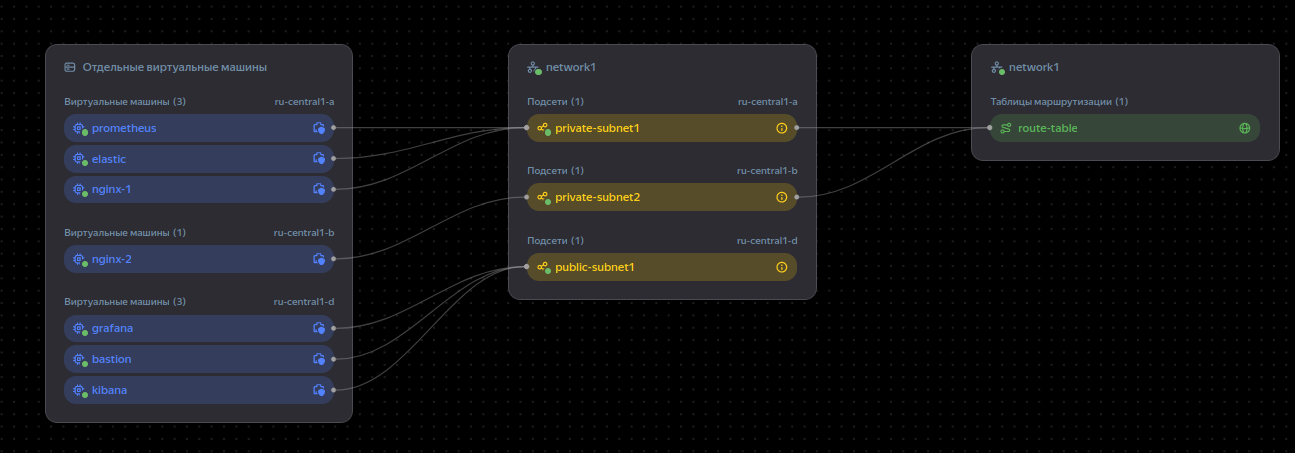 Отдельные виртуальные машины
Виртуальные машины (3) ru-central1-a
prometheus
elastic
nginx-1
Виртуальные машины (1) ru-central1-b
nginx-2
Виртуальные машины (3) ru-central1-d
grafana
bastion
kibana
network1
Подсети (1) ru-central1-a
private-subnet1
Подсети (1) ru-central1-b
private-subnet2
Подсети (1) ru-central1-d
public-subnet1
network1
Таблицы маршрутизации (1)
route-table